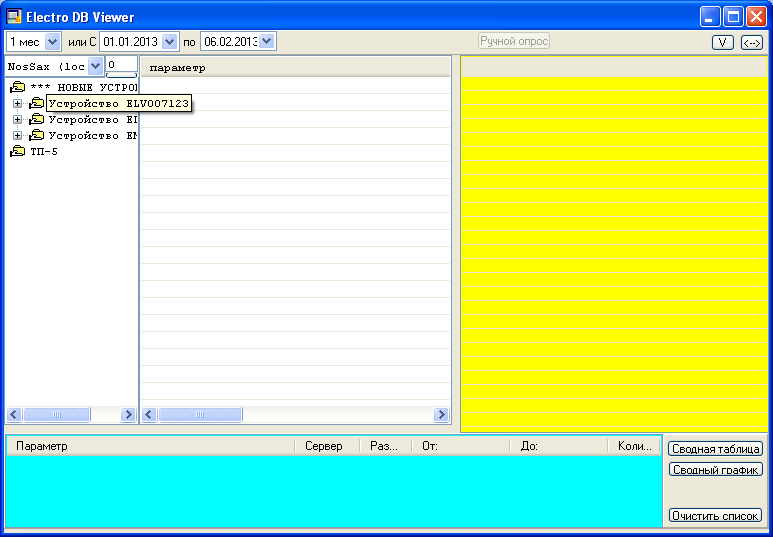 Electro DB Viewer
1 мес или С 01.01.2013 по 06.02.2013 Ручной опрос V <-->
NosSax (loc 0 параметр
*** НОВЫЕ УСТРО
Устройство ELV007123
Устройство El
Устройство EM
ТП-5
Параметр Сервер Раз... От: До: Коли...
Сводная таблица
Сводный график
Очистить список